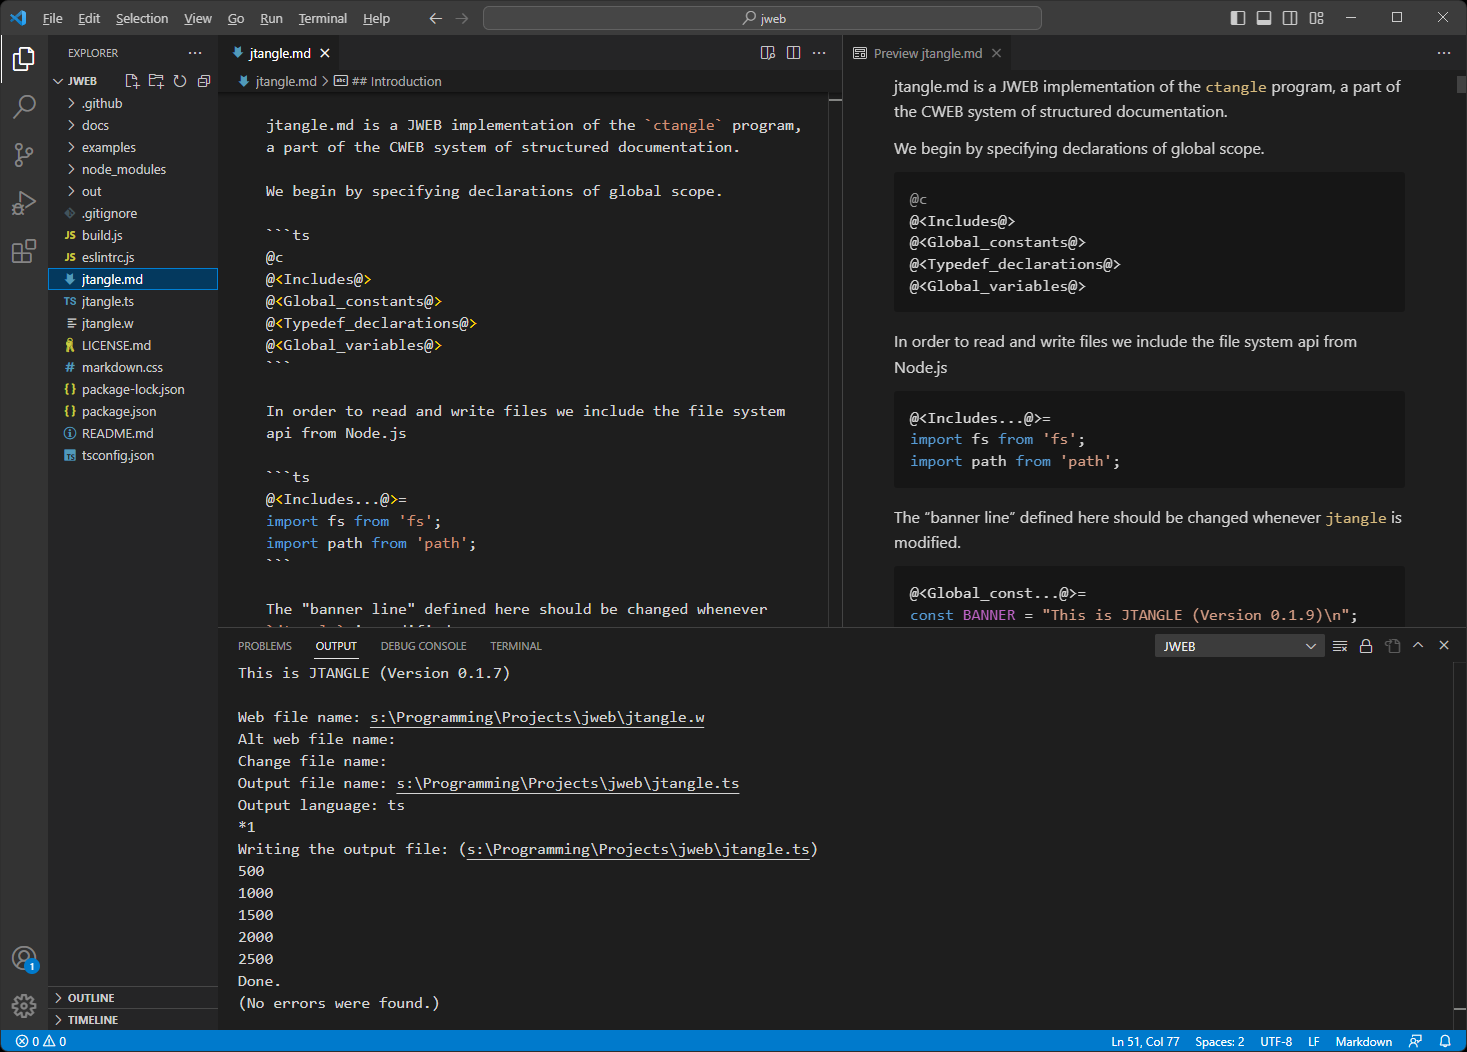 File Edit Selection View Go Run Terminal Help
jweb
EXPLORER
JWEB
.github
docs
examples
node_modules
out
.gitignore
JS build.js
JS eslintrc.js
jtangle.md
TS jtangle.ts
jtangle.w
LICENSE.md
# markdown.css
{} package-lock.json
{} package.json
README.md
TS tsconfig.json
OUTLINE
TIMELINE
jtangle.md
jtangle.md > abc ## Introduction
jtangle.md is a JWEB implementation of the `ctangle` program,
a part of the CWEB system of structured documentation.
We begin by specifying declarations of global scope.
```ts
@c
@<Includes@>
@<Global_constants@>
@<Typedef_declarations@>
@<Global_variables@>
```
In order to read and write files we include the file system
api from Node.js
```ts
@<Includes...@>=
import fs from 'fs';
import path from 'path';
```
The "banner line" defined here should be changed whenever
Preview jtangle.md
jtangle.md is a JWEB implementation of the ctangle program, a part of
the CWEB system of structured documentation.
We begin by specifying declarations of global scope.
@c
@<Includes@>
@<Global_constants@>
@<Typedef_declarations@>
@<Global_variables@>
In order to read and write files we include the file system api from
Node.js
@<Includes...@>=
import fs from 'fs';
import path from 'path';
The “banner line” defined here should be changed whenever jtangle is
modified.
@<Global_const...@>=
const BANNER = "This is JTANGLE (Version 0.1.9)\n";
PROBLEMS OUTPUT DEBUG CONSOLE TERMINAL
JWEB
This is JTANGLE (Version 0.1.7)
Web file name: s:\Programming\Projects\jweb\jtangle.w
Alt web file name:
Change file name:
Output file name: s:\Programming\Projects\jweb\jtangle.ts
Output language: ts
*1
Writing the output file: (s:\Programming\Projects\jweb\jtangle.ts)
500
1000
1500
2000
2500
Done.
(No errors were found.)
1
0 0
Ln 51, Col 77 Spaces: 2 UTF-8 LF Markdown